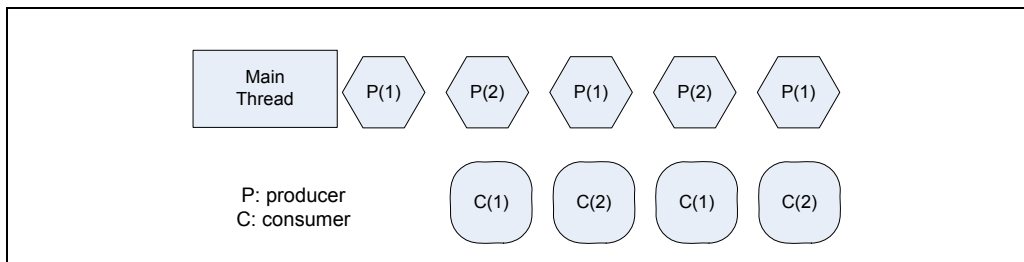 Main
Thread
P(1)
P(2)
P(1)
P(2)
P(1)
P: producer
C: consumer
C(1)
C(2)
C(1)
C(2)